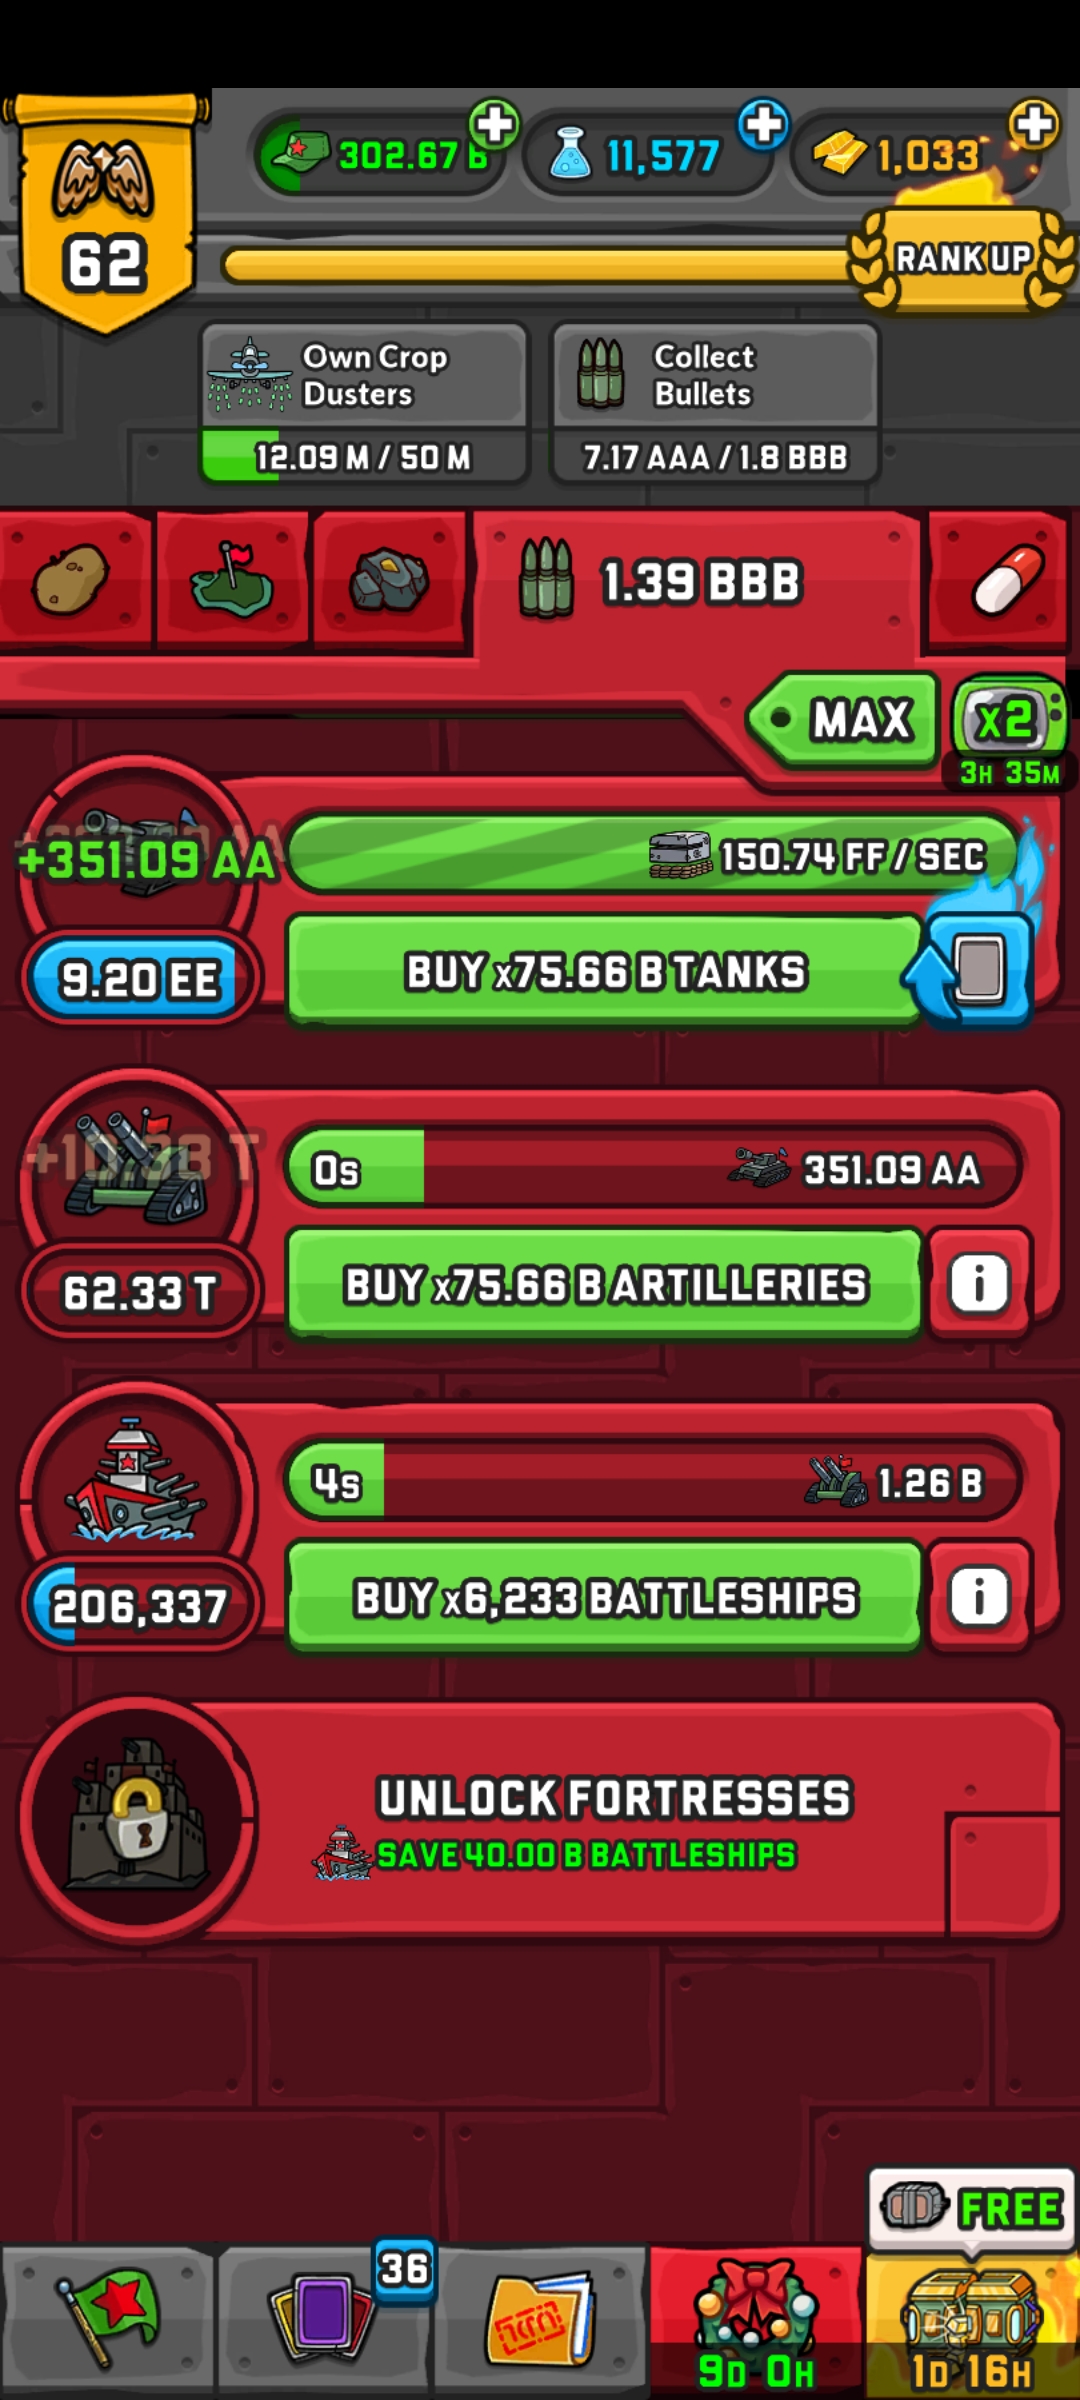 302.67 B
11,577
1,033
62
RANK UP
Own Crop
Dusters
Collect
Bullets
12.09 M / 50 M
7.17 AAA / 1.8 BBB
1.39 BBB
MAX
x2
3H 35M
+351.09 AA
150.74 FF / SEC
9.20 EE
BUY x75.66 B TANKS
0s
351.09 AA
62.33 T
BUY x75.66 B ARTILLERIES
i
4s
1.26 B
206,337
BUY x6,233 BATTLESHIPS
i
UNLOCK FORTRESSES
SAVE 40.00 B BATTLESHIPS
FREE
36
9D 0H
1D 16H